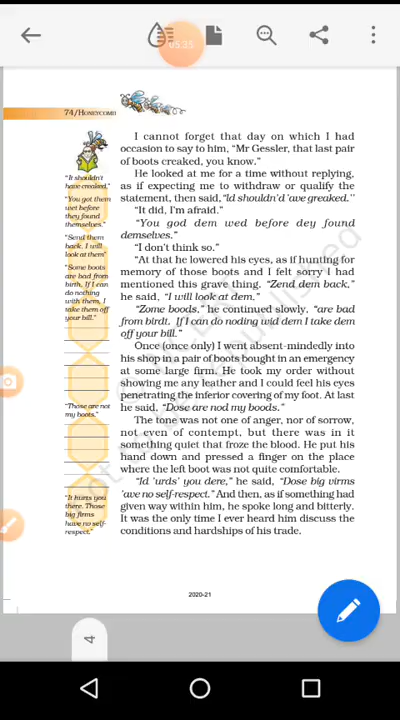 05:35
74/HONEYCOMB
I cannot forget that day on which I had
occasion to say to him, “Mr Gessler, that last pair
of boots creaked, you know.”
He looked at me for a time without replying,
as if expecting me to withdraw or qualify the
statement, then said, “Id shouldn'd 'ave greaked.''
“It did, I'm afraid.”
“You god dem wed before dey found
demselves.”
“I don't think so.”
“At that he lowered his eyes, as if hunting for
memory of those boots and I felt sorry I had
mentioned this grave thing. “Zend dem back,”
he said, “I will look at dem.”
“Zome boods,” he continued slowly, “are bad
from birdt. If I can do noding wid dem I take dem
off your bill.”
Once (once only) I went absent-mindedly into
his shop in a pair of boots bought in an emergency
at some large firm. He took my order without
showing me any leather and I could feel his eyes
penetrating the inferior covering of my foot. At last
he said, “Dose are nod my boods.”
The tone was not one of anger, nor of sorrow,
not even of contempt, but there was in it
something quiet that froze the blood. He put his
hand down and pressed a finger on the place
where the left boot was not quite comfortable.
“Id 'urds' you dere,” he said, “Dose big virms
'ave no self-respect.” And then, as if something had
given way within him, he spoke long and bitterly.
It was the only time I ever heard him discuss the
conditions and hardships of his trade.
“It shouldn't
have creaked.”
“You got them
wet before
they found
themselves.”
“Send them
back. I will
look at them”
“Some boots
are bad from
birth. If I can
do nothing
with them, I
take them off
your bill.”
“Those are not
my boots.”
“It hurts you
there. Those
big firms
have no self-
respect.”
2020-21
4